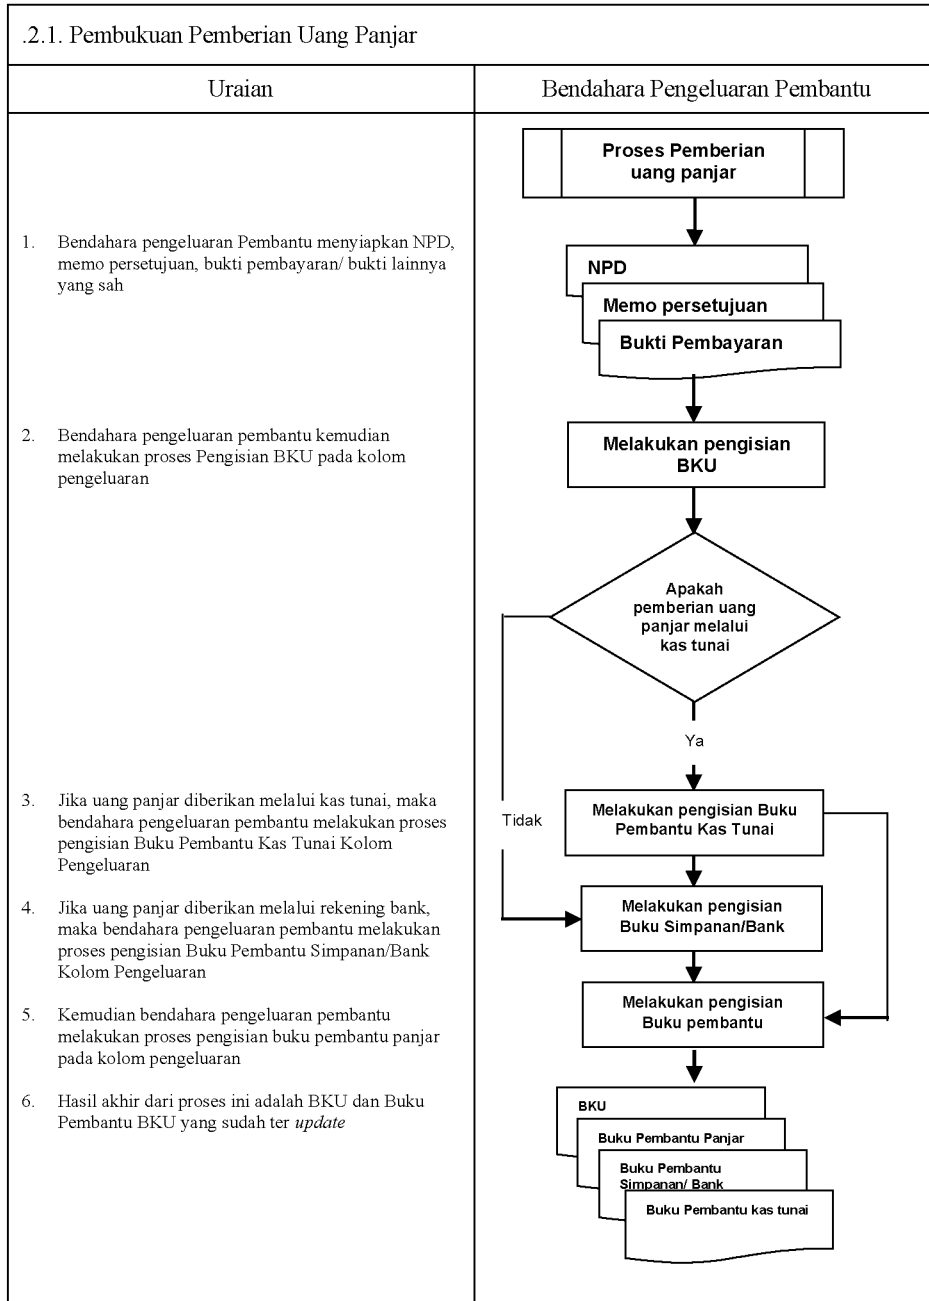 .2.1. Pembukuan Pemberian Uang Panjar
Uraian
Bendahara Pengeluaran Pembantu
1. Bendahara pengeluaran Pembantu menyiapkan NPD,
memo persetujuan, bukti pembayaran/ bukti lainnya
yang sah
2. Bendahara pengeluaran pembantu kemudian
melakukan proses Pengisian BKU pada kolom
pengeluaran
3. Jika uang panjar diberikan melalui kas tunai, maka
bendahara pengeluaran pembantu melakukan proses
pengisian Buku Pembantu Kas Tunai Kolom
Pengeluaran
4. Jika uang panjar diberikan melalui rekening bank,
maka bendahara pengeluaran pembantu melakukan
proses pengisian Buku Pembantu Simpanan/Bank
Kolom Pengeluaran
5. Kemudian bendahara pengeluaran pembantu
melakukan proses pengisian buku pembantu panjar
pada kolom pengeluaran
6. Hasil akhir dari proses ini adalah BKU dan Buku
Pembantu BKU yang sudah ter update
Proses Pemberian
uang panjar
NPD
Memo persetujuan
Bukti Pembayaran
Melakukan pengisian
BKU
Apakah
pemberian uang
panjar melalui
kas tunai
Ya
Tidak
Melakukan pengisian Buku
Pembantu Kas Tunai
Melakukan pengisian
Buku Simpanan/Bank
Melakukan pengisian
Buku pembantu
BKU
Buku Pembantu Panjar
Buku Pembantu
Simpanan/ Bank
Buku Pembantu kas tunai